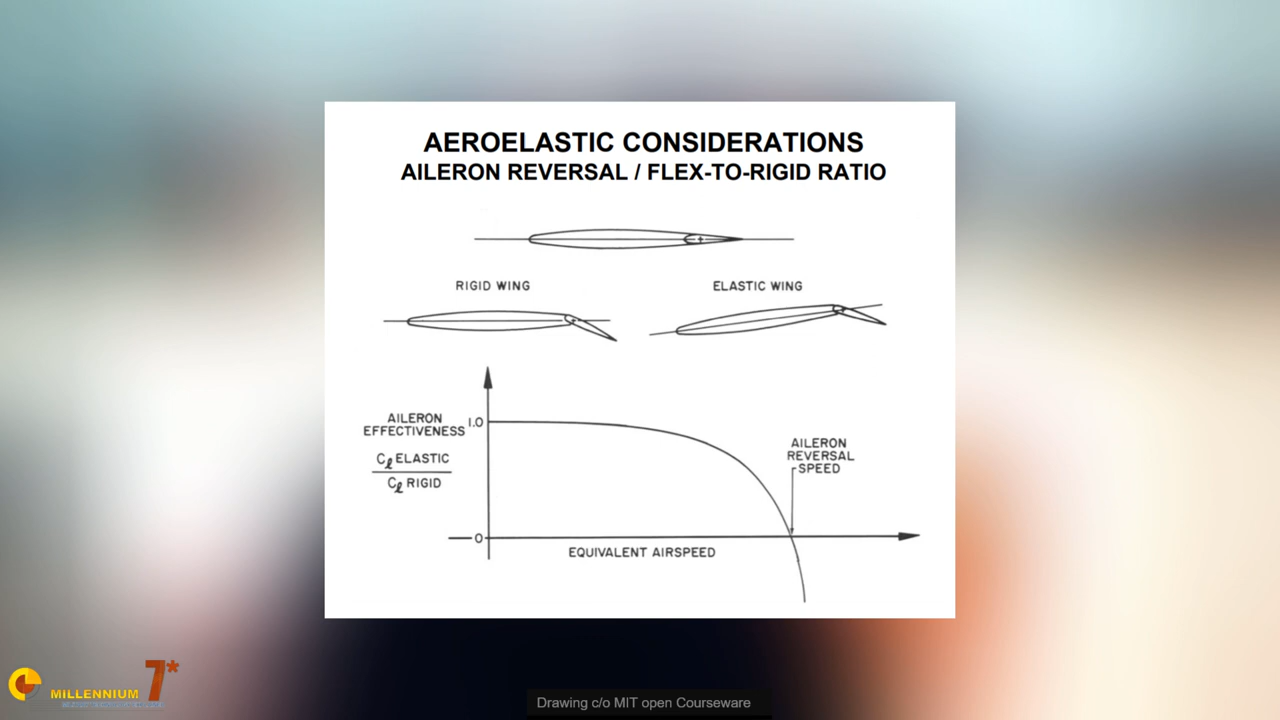 AEROELASTIC CONSIDERATIONS
AILERON REVERSAL / FLEX-TO-RIGID RATIO
RIGID WING
ELASTIC WING
AILERON
EFFECTIVENESS
1.0
Cℓ ELASTIC
Cℓ RIGID
AILERON
REVERSAL
SPEED
0
EQUIVALENT AIRSPEED
MILLENNIUM 7*
Drawing c/o MIT open Courseware